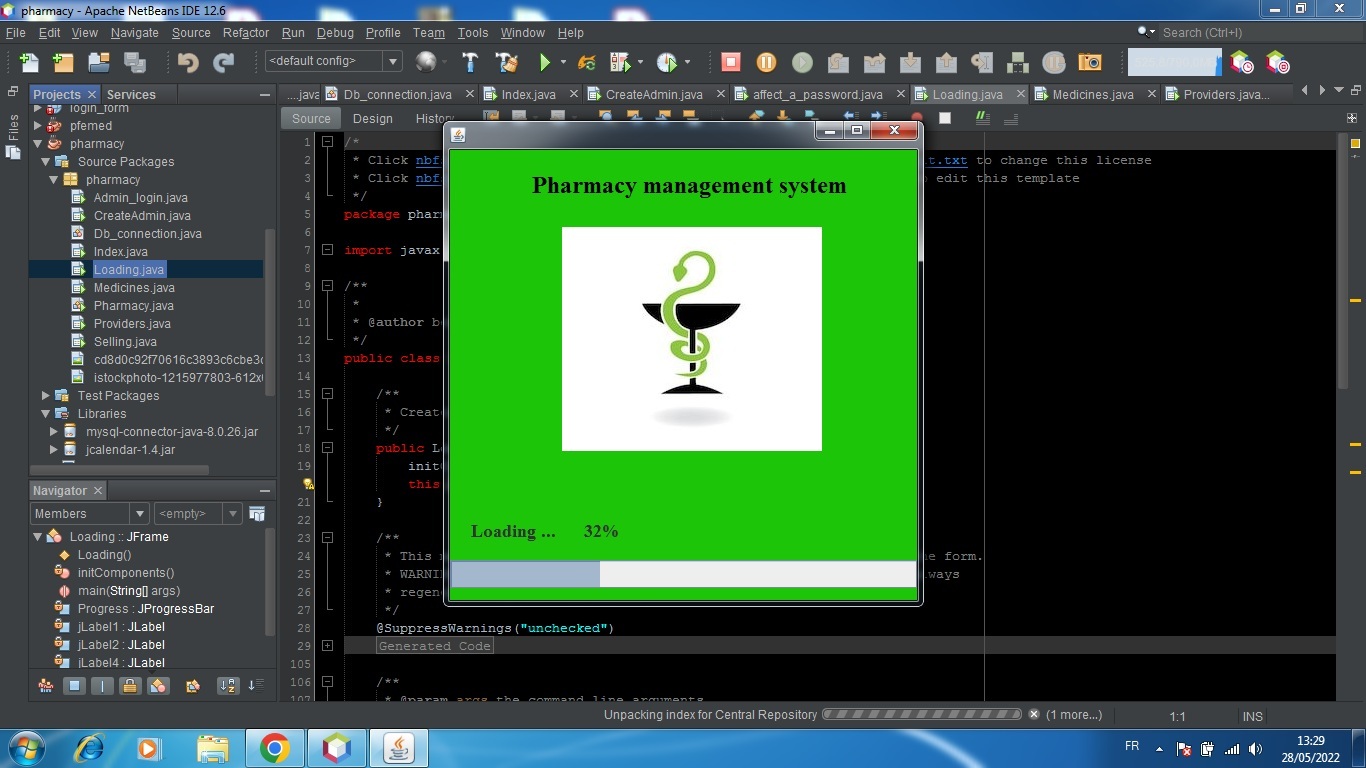 pharmacy - Apache NetBeans IDE 12.6
File Edit View Navigate Source Refactor Run Debug Profile Team Tools Window Help
Search (Ctrl+I)
<default config>
Projects Services
....java Db_connection.java Index.java CreateAdmin.java affect_a_password.java Loading.java Medicines.java Providers.java...
Files
Source Design History
login_form
pfemed
pharmacy
Source Packages
pharmacy
Admin_login.java
CreateAdmin.java
Db_connection.java
Index.java
Loading.java
Medicines.java
Pharmacy.java
Providers.java
Selling.java
cd8d0c92f70616c3893c6cbe3c
istockphoto-1215977803-612x
Test Packages
Libraries
mysql-connector-java-8.0.26.jar
jcalendar-1.4.jar
Navigator
Members <empty>
Loading :: JFrame
Loading()
initComponents()
main(String[] args)
Progress : JProgressBar
jLabel1 : JLabel
jLabel2 : JLabel
jLabel4 : JLabel
1 /*
2 * Click nbf t.txt to change this license
3 * Click nbf edit this template
4 */
5 package phar
6
7 import javax
8
9 /**
10 *
11 * @author b
12 */
13 public class
14
15 /**
16 * Create
17 */
18 public L
19 init
20 this
21 }
22
23 /**
24 * This e form.
25 * WARNI lways
26 * regen
27 */
28 @SuppressWarnings("unchecked")
29 Generated Code
105
106 /**
107 * @param args the command line arguments
Pharmacy management system
Loading ... 32%
Unpacking index for Central Repository (1 more...) 1:1 INS
FR
13:29
28/05/2022